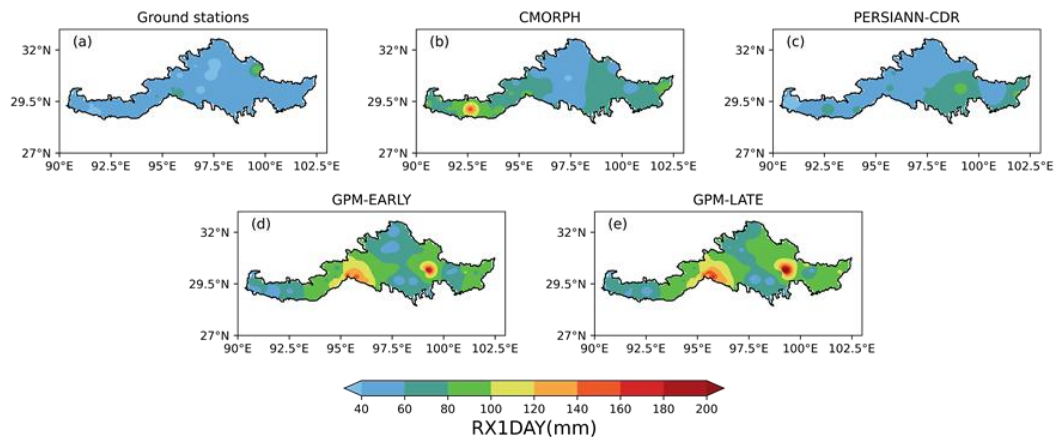 Ground stations
CMORPH
PERSIANN-CDR
32°N
(a)
29.5°N
27°N
90°E 92.5°E 95°E 97.5°E 100°E 102.5°E
32°N
(b)
29.5°N
27°N
90°E 92.5°E 95°E 97.5°E 100°E 102.5°E
32°N
(c)
29.5°N
27°N
90°E 92.5°E 95°E 97.5°E 100°E 102.5°E
GPM-EARLY
GPM-LATE
32°N
(d)
29.5°N
27°N
90°E 92.5°E 95°E 97.5°E 100°E 102.5°E
32°N
(e)
29.5°N
27°N
90°E 92.5°E 95°E 97.5°E 100°E 102.5°E
40 60 80 100 120 140 160 180 200
RX1DAY(mm)